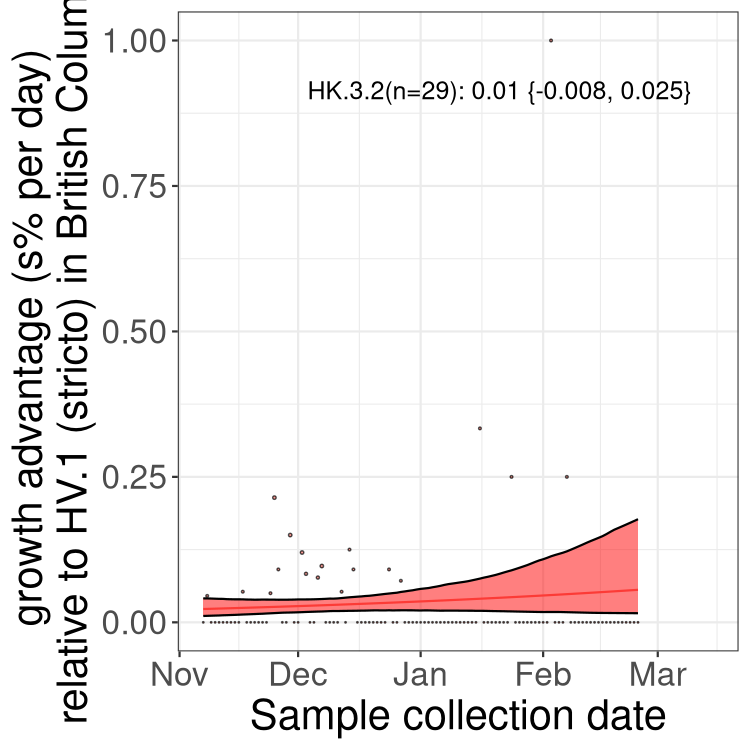 growth advantage (s% per day)
relative to HV.1 (stricto) in British Colum
1.00
0.75
0.50
0.25
0.00
HK.3.2(n=29): 0.01 {-0.008, 0.025}
Nov Dec Jan Feb Mar
Sample collection date